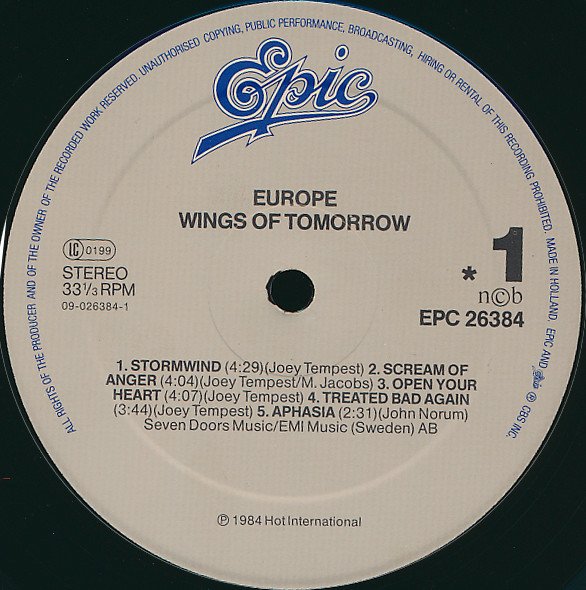 ALL RIGHTS OF THE PRODUCER AND OF THE OWNER OF THE RECORDED WORK RESERVED. UNAUTHORISED COPYING, PUBLIC PERFORMANCE, BROADCASTING, HIRING OR RENTAL OF THIS RECORDING PROHIBITED. MADE IN HOLLAND. EPIC AND Epic ℗ CBS INC.
Epic
EUROPE
WINGS OF TOMORROW
LC 0199
STEREO
33⅓ RPM
09-026384-1
1
*
n©b
EPC 26384
1. STORMWIND (4:29)(Joey Tempest) 2. SCREAM OF
ANGER (4:04)(Joey Tempest/M. Jacobs) 3. OPEN YOUR
HEART (4:07)(Joey Tempest) 4. TREATED BAD AGAIN
(3:44)(Joey Tempest) 5. APHASIA (2:31)(John Norum)
Seven Doors Music/EMI Music (Sweden) AB
℗ 1984 Hot International